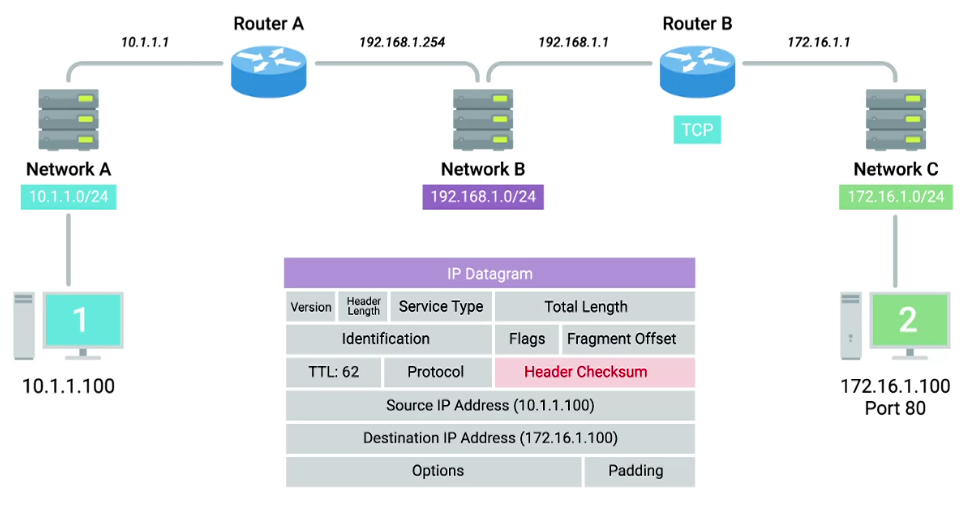 Router A
Router B
10.1.1.1
192.168.1.254
192.168.1.1
172.16.1.1
TCP
Network A
Network B
Network C
10.1.1.0/24
192.168.1.0/24
172.16.1.0/24
1
10.1.1.100
2
172.16.1.100
Port 80
IP Datagram
Version
Header
Length
Service Type
Total Length
Identification
Flags
Fragment Offset
TTL: 62
Protocol
Header Checksum
Source IP Address (10.1.1.100)
Destination IP Address (172.16.1.100)
Options
Padding